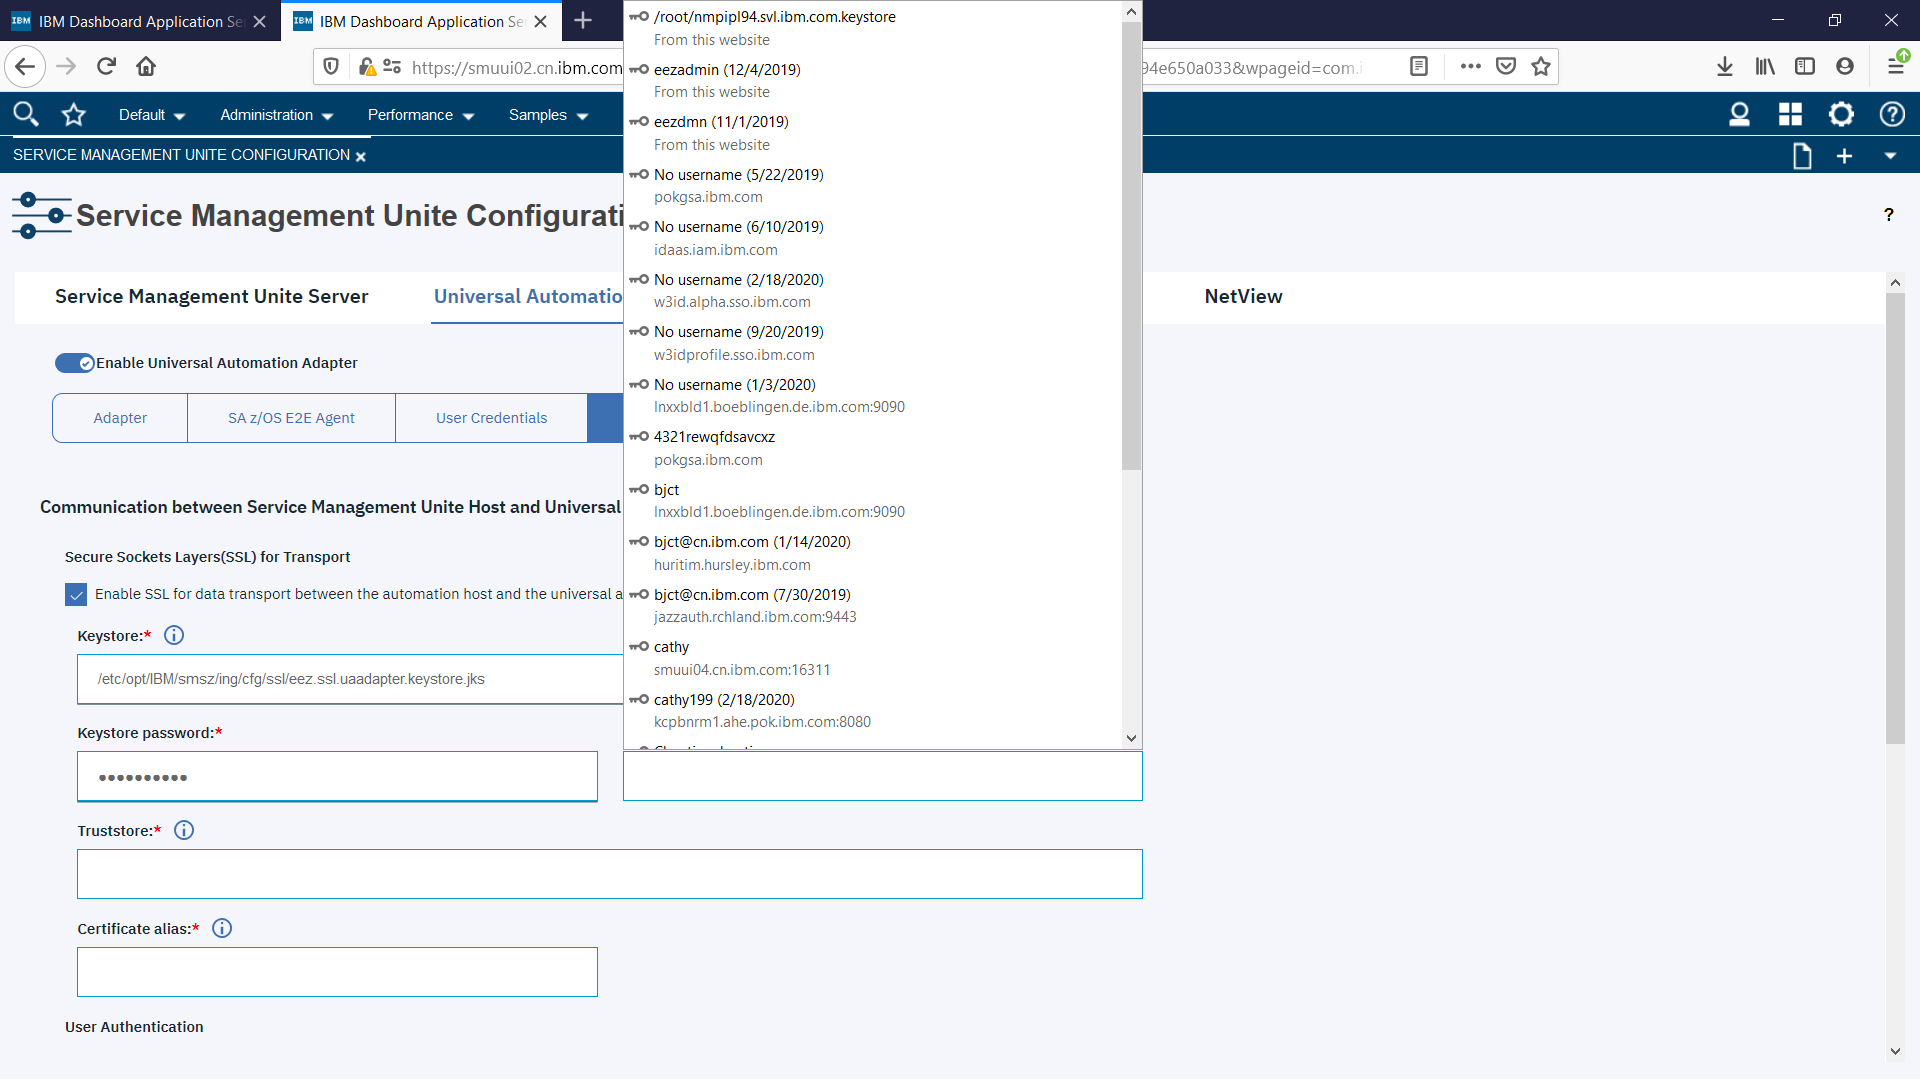 IBM Dashboard Application Se
IBM Dashboard Application Se
https://smuui02.cn.ibm.com
94e650a033&wpageid=com.i
Default
Administration
Performance
Samples
SERVICE MANAGEMENT UNITE CONFIGURATION
Service Management Unite Configurati
?
Service Management Unite Server
Universal Automatio
NetView
Enable Universal Automation Adapter
Adapter
SA z/OS E2E Agent
User Credentials
Communication between Service Management Unite Host and Universal
Secure Sockets Layers(SSL) for Transport
Enable SSL for data transport between the automation host and the universal a
Keystore:*
/etc/opt/IBM/smsz/ing/cfg/ssl/eez.ssl.uaadapter.keystore.jks
Keystore password:*
••••••••••
Truststore:*
Certificate alias:*
User Authentication
/root/nmpipl94.svl.ibm.com.keystore
From this website
eezadmin (12/4/2019)
From this website
eezdmn (11/1/2019)
From this website
No username (5/22/2019)
pokgsa.ibm.com
No username (6/10/2019)
idaas.iam.ibm.com
No username (2/18/2020)
w3id.alpha.sso.ibm.com
No username (9/20/2019)
w3idprofile.sso.ibm.com
No username (1/3/2020)
lnxxbld1.boeblingen.de.ibm.com:9090
4321rewqfdsavcxz
pokgsa.ibm.com
bjct
lnxxbld1.boeblingen.de.ibm.com:9090
bjct@cn.ibm.com (1/14/2020)
huritim.hursley.ibm.com
bjct@cn.ibm.com (7/30/2019)
jazzauth.rchland.ibm.com:9443
cathy
smuui04.cn.ibm.com:16311
cathy199 (2/18/2020)
kcpbnrm1.ahe.pok.ibm.com:8080